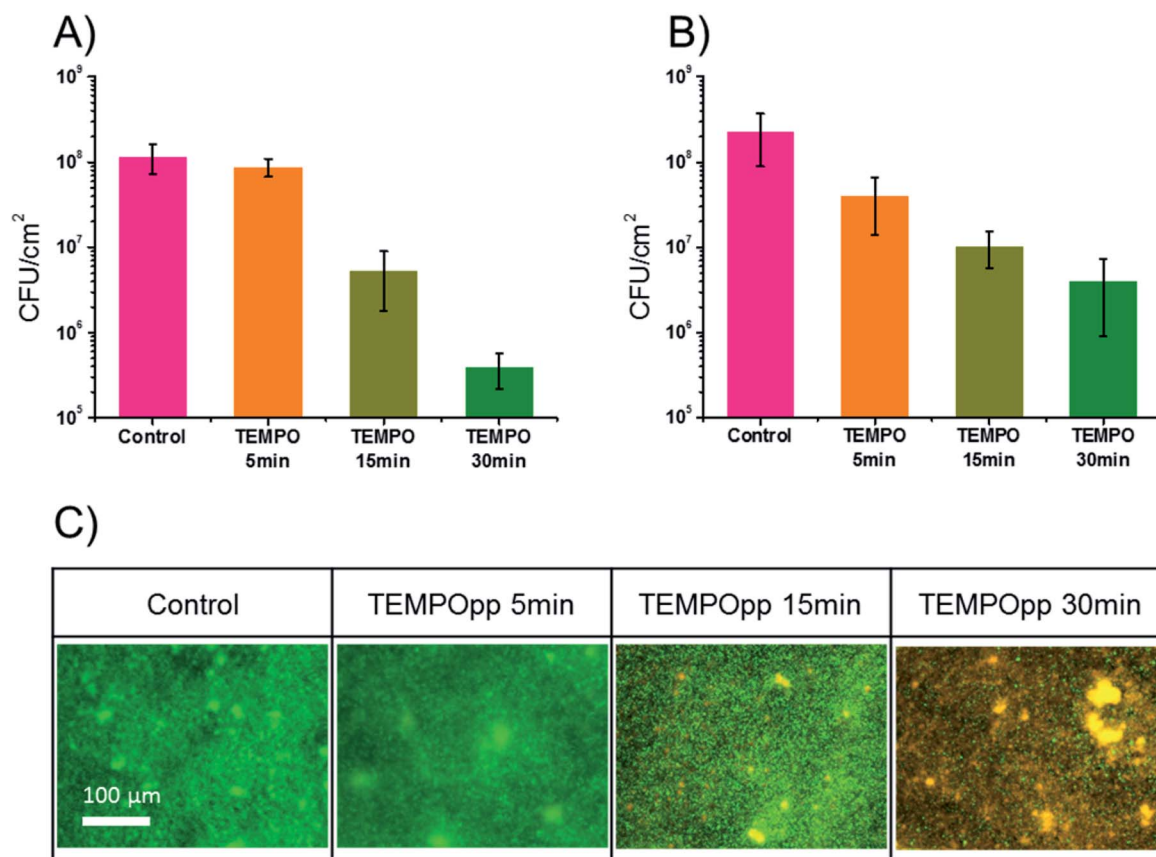 A)
10⁹
10⁸
10⁷
10⁶
10⁵
CFU/cm²
Control
TEMPO
5min
TEMPO
15min
TEMPO
30min
B)
10⁹
10⁸
10⁷
10⁶
10⁵
CFU/cm²
Control
TEMPO
5min
TEMPO
15min
TEMPO
30min
C)
Control
TEMPOpp 5min
TEMPOpp 15min
TEMPOpp 30min
100 µm